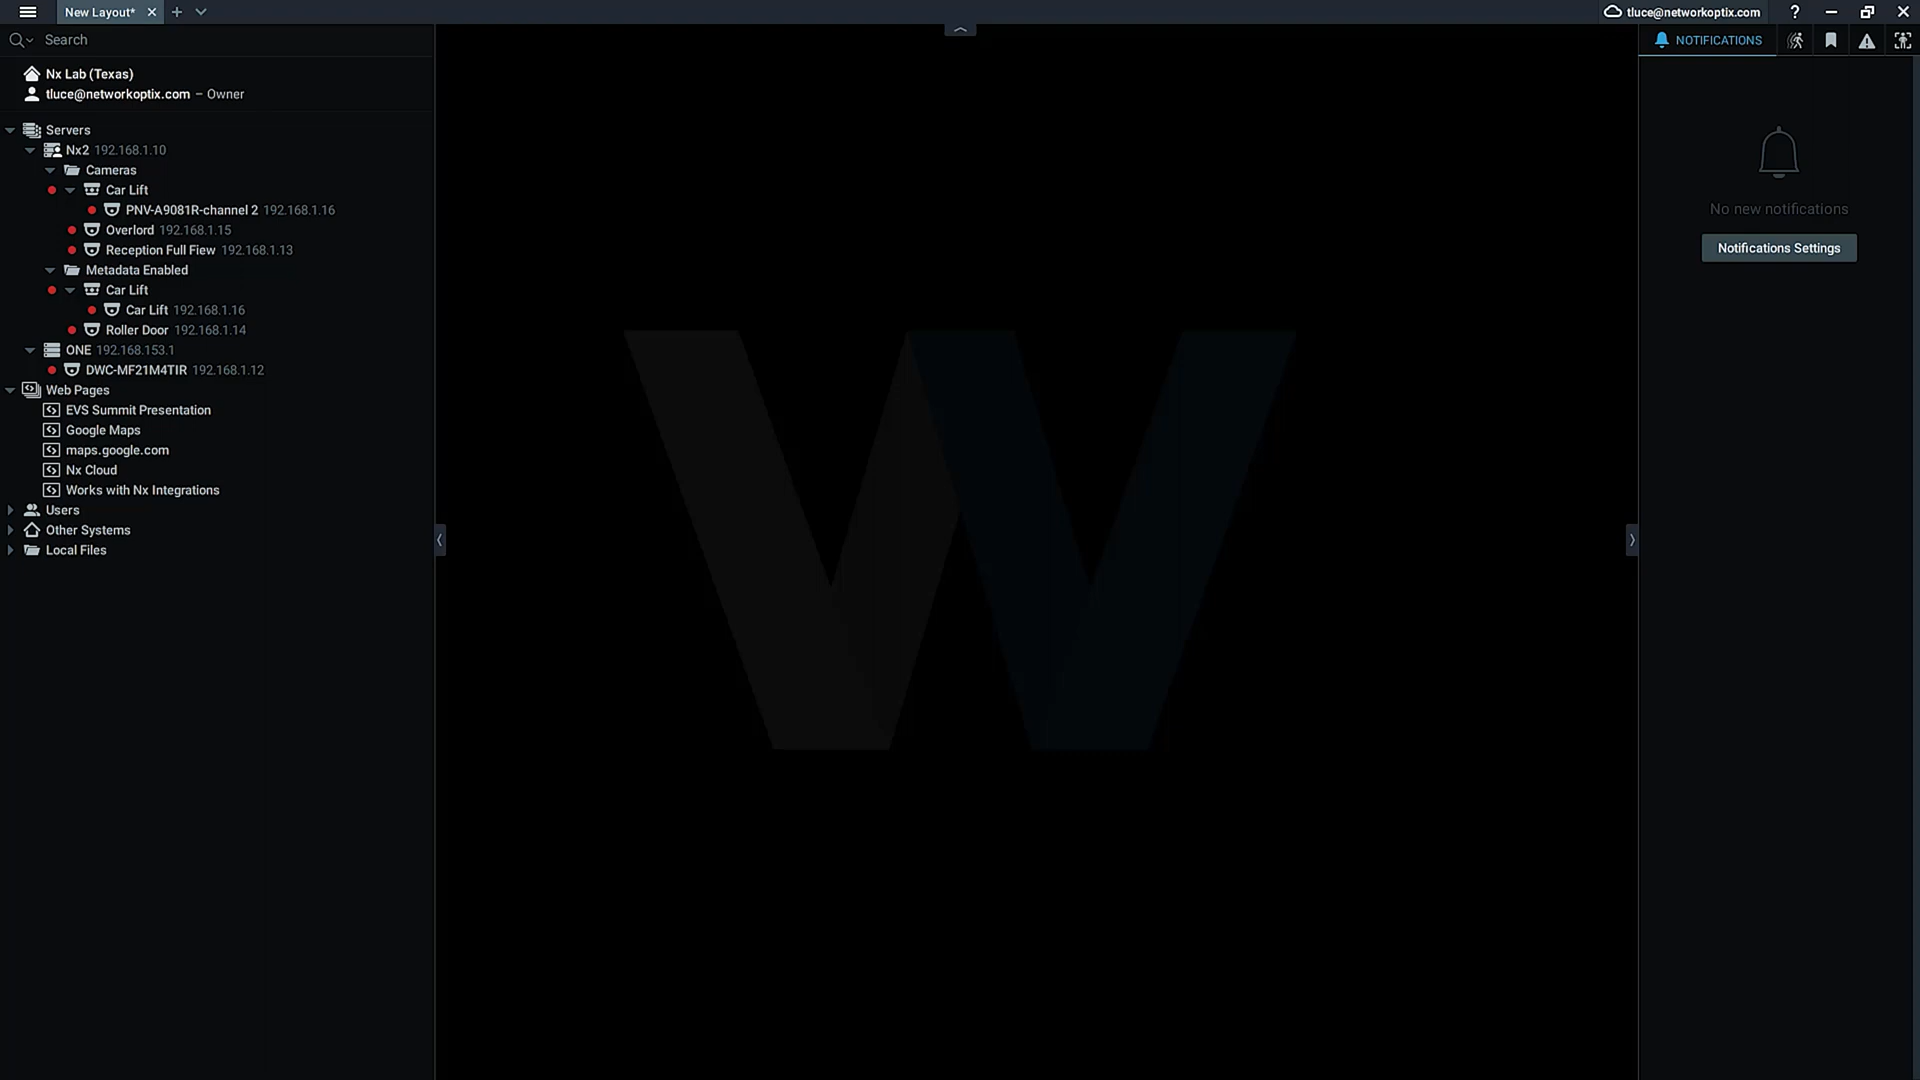 New Layout*
tluce@networkoptix.com
?
Search
NOTIFICATIONS
Nx Lab (Texas)
tluce@networkoptix.com – Owner
Servers
Nx2 192.168.1.10
Cameras
Car Lift
PNV-A9081R-channel 2 192.168.1.16
Overlord 192.168.1.15
Reception Full Fiew 192.168.1.13
Metadata Enabled
Car Lift
Car Lift 192.168.1.16
Roller Door 192.168.1.14
ONE 192.168.153.1
DWC-MF21M4TIR 192.168.1.12
Web Pages
EVS Summit Presentation
Google Maps
maps.google.com
Nx Cloud
Works with Nx Integrations
Users
Other Systems
Local Files
No new notifications
Notifications Settings